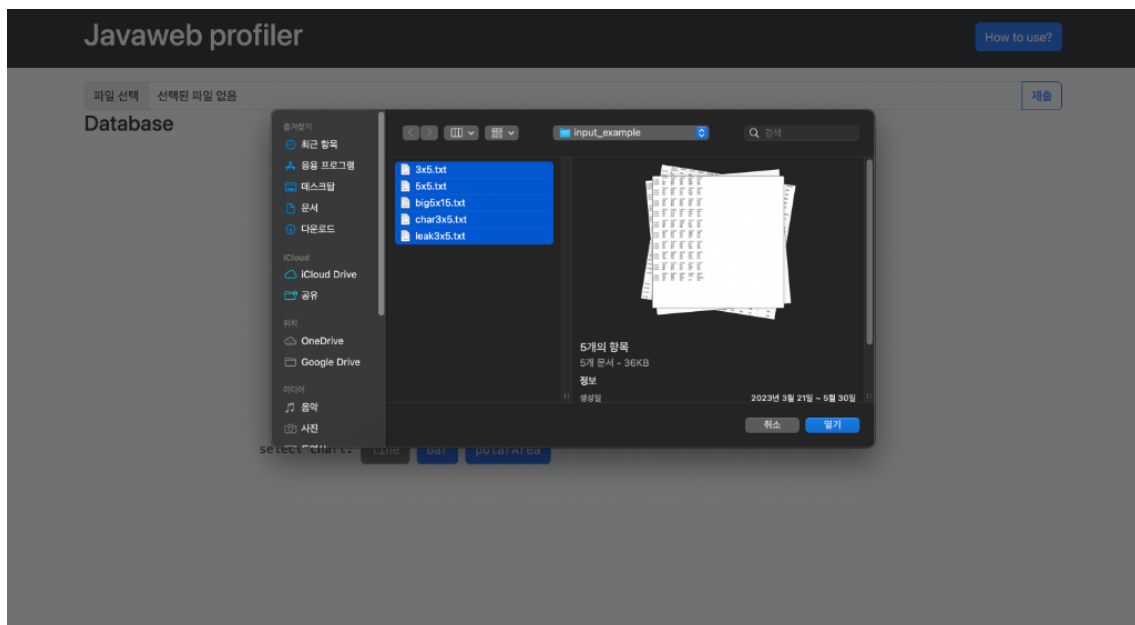 Javaweb profiler
How to use?
파일 선택 선택된 파일 없음
제출
Database
즐겨찾기
최근 항목
응용 프로그램
데스크탑
문서
다운로드
iCloud
iCloud Drive
공유
위치
OneDrive
Google Drive
미디어
음악
사진
input_example
검색
3x5.txt
5x5.txt
big5x15.txt
char3x5.txt
leak3x5.txt
5개의 항목
5개 문서 - 36KB
정보
생성일 2023년 3월 21일 ~ 5월 30일
취소 열기
select chart: line bar polarArea